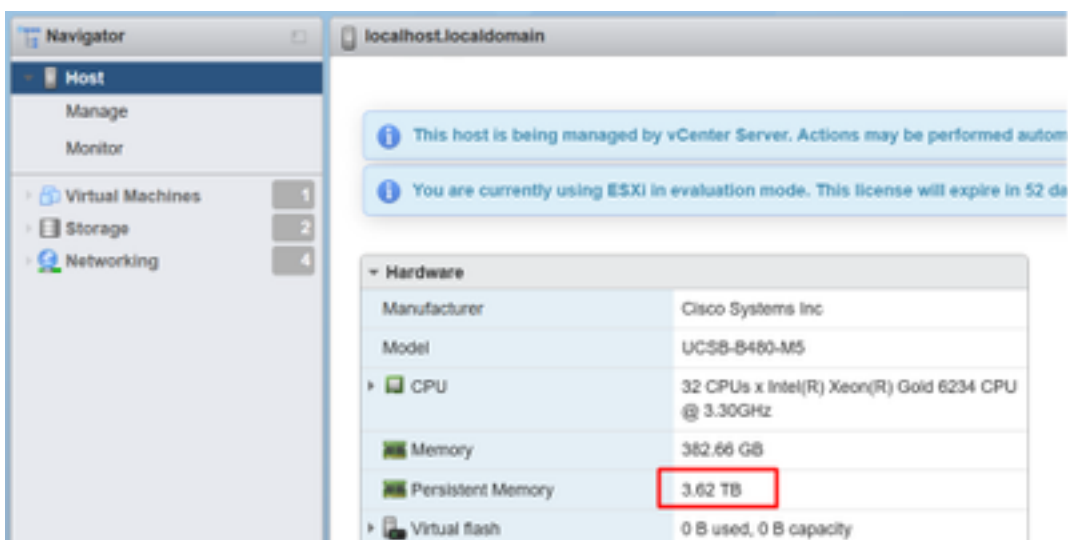 Navigator
localhost.localdomain
Host
Manage
Monitor
Virtual Machines 1
Storage 2
Networking 4
This host is being managed by vCenter Server. Actions may be performed autom
You are currently using ESXi in evaluation mode. This license will expire in 52 da
Hardware
Manufacturer Cisco Systems Inc
Model UCSB-B480-M5
CPU 32 CPUs x Intel(R) Xeon(R) Gold 6234 CPU
@ 3.30GHz
Memory 382.66 GB
Persistent Memory 3.62 TB
Virtual flash 0 B used, 0 B capacity